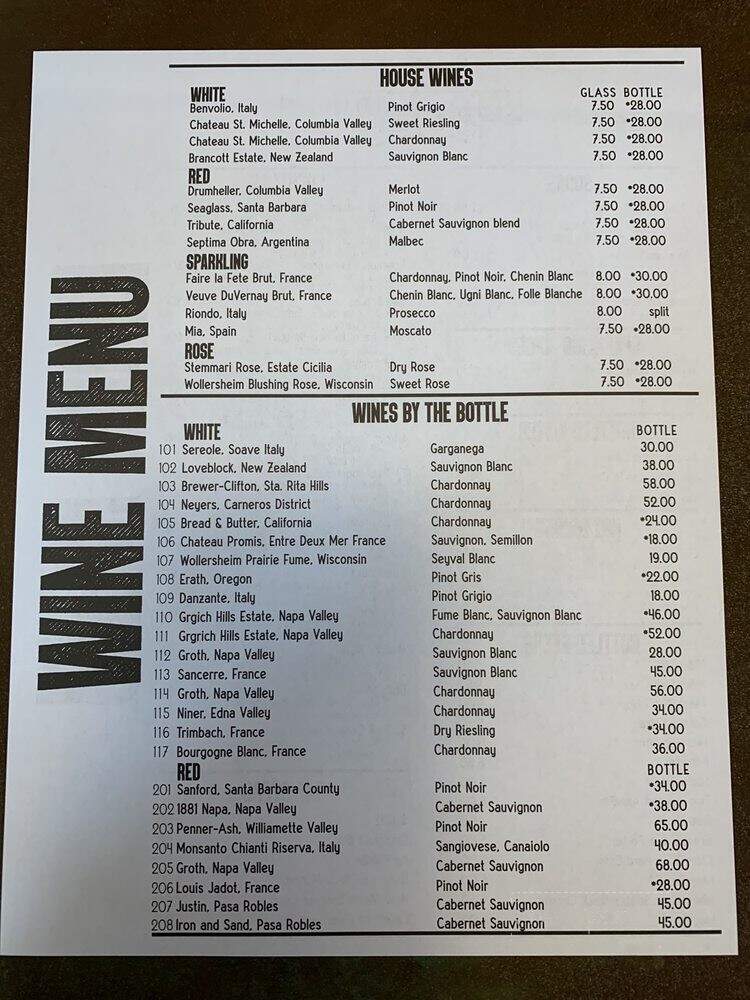 WINE MENU
HOUSE WINES
WHITE GLASS BOTTLE
Benvolio, Italy Pinot Grigio 7.50 *28.00
Chateau St. Michelle, Columbia Valley Sweet Riesling 7.50 *28.00
Chateau St. Michelle, Columbia Valley Chardonnay 7.50 *28.00
Brancott Estate, New Zealand Sauvignon Blanc 7.50 *28.00
RED
Drumheller, Columbia Valley Merlot 7.50 *28.00
Seaglass, Santa Barbara Pinot Noir 7.50 *28.00
Tribute, California Cabernet Sauvignon blend 7.50 *28.00
Septima Obra, Argentina Malbec 7.50 *28.00
SPARKLING
Faire la Fete Brut, France Chardonnay, Pinot Noir, Chenin Blanc 8.00 *30.00
Veuve DuVernay Brut, France Chenin Blanc, Ugni Blanc, Folle Blanche 8.00 *30.00
Riondo, Italy Prosecco 8.00 split
Mia, Spain Moscato 7.50 *28.00
ROSE
Stemmari Rose, Estate Cicilia Dry Rose 7.50 *28.00
Wollersheim Blushing Rose, Wisconsin Sweet Rose 7.50 *28.00
WINES BY THE BOTTLE
WHITE BOTTLE
101 Sereole, Soave Italy Garganega 30.00
102 Loveblock, New Zealand Sauvignon Blanc 38.00
103 Brewer-Clifton, Sta. Rita Hills Chardonnay 58.00
104 Neyers, Carneros District Chardonnay 52.00
105 Bread & Butter, California Chardonnay *24.00
106 Chateau Promis, Entre Deux Mer France Sauvignon, Semillon *18.00
107 Wollersheim Prairie Fume, Wisconsin Seyval Blanc 19.00
108 Erath, Oregon Pinot Gris *22.00
109 Danzante, Italy Pinot Grigio 18.00
110 Grgich Hills Estate, Napa Valley Fume Blanc, Sauvignon Blanc *46.00
111 Grgrich Hills Estate, Napa Valley Chardonnay *52.00
112 Groth, Napa Valley Sauvignon Blanc 28.00
113 Sancerre, France Sauvignon Blanc 45.00
114 Groth, Napa Valley Chardonnay 56.00
115 Niner, Edna Valley Chardonnay 34.00
116 Trimbach, France Dry Riesling *34.00
117 Bourgogne Blanc, France Chardonnay 36.00
RED BOTTLE
201 Sanford, Santa Barbara County Pinot Noir *34.00
202 1881 Napa, Napa Valley Cabernet Sauvignon *38.00
203 Penner-Ash, Williamette Valley Pinot Noir 65.00
204 Monsanto Chianti Riserva, Italy Sangiovese, Canaiolo 40.00
205 Groth, Napa Valley Cabernet Sauvignon 68.00
206 Louis Jadot, France Pinot Noir *28.00
207 Justin, Pasa Robles Cabernet Sauvignon 45.00
208 Iron and Sand, Pasa Robles Cabernet Sauvignon 45.00